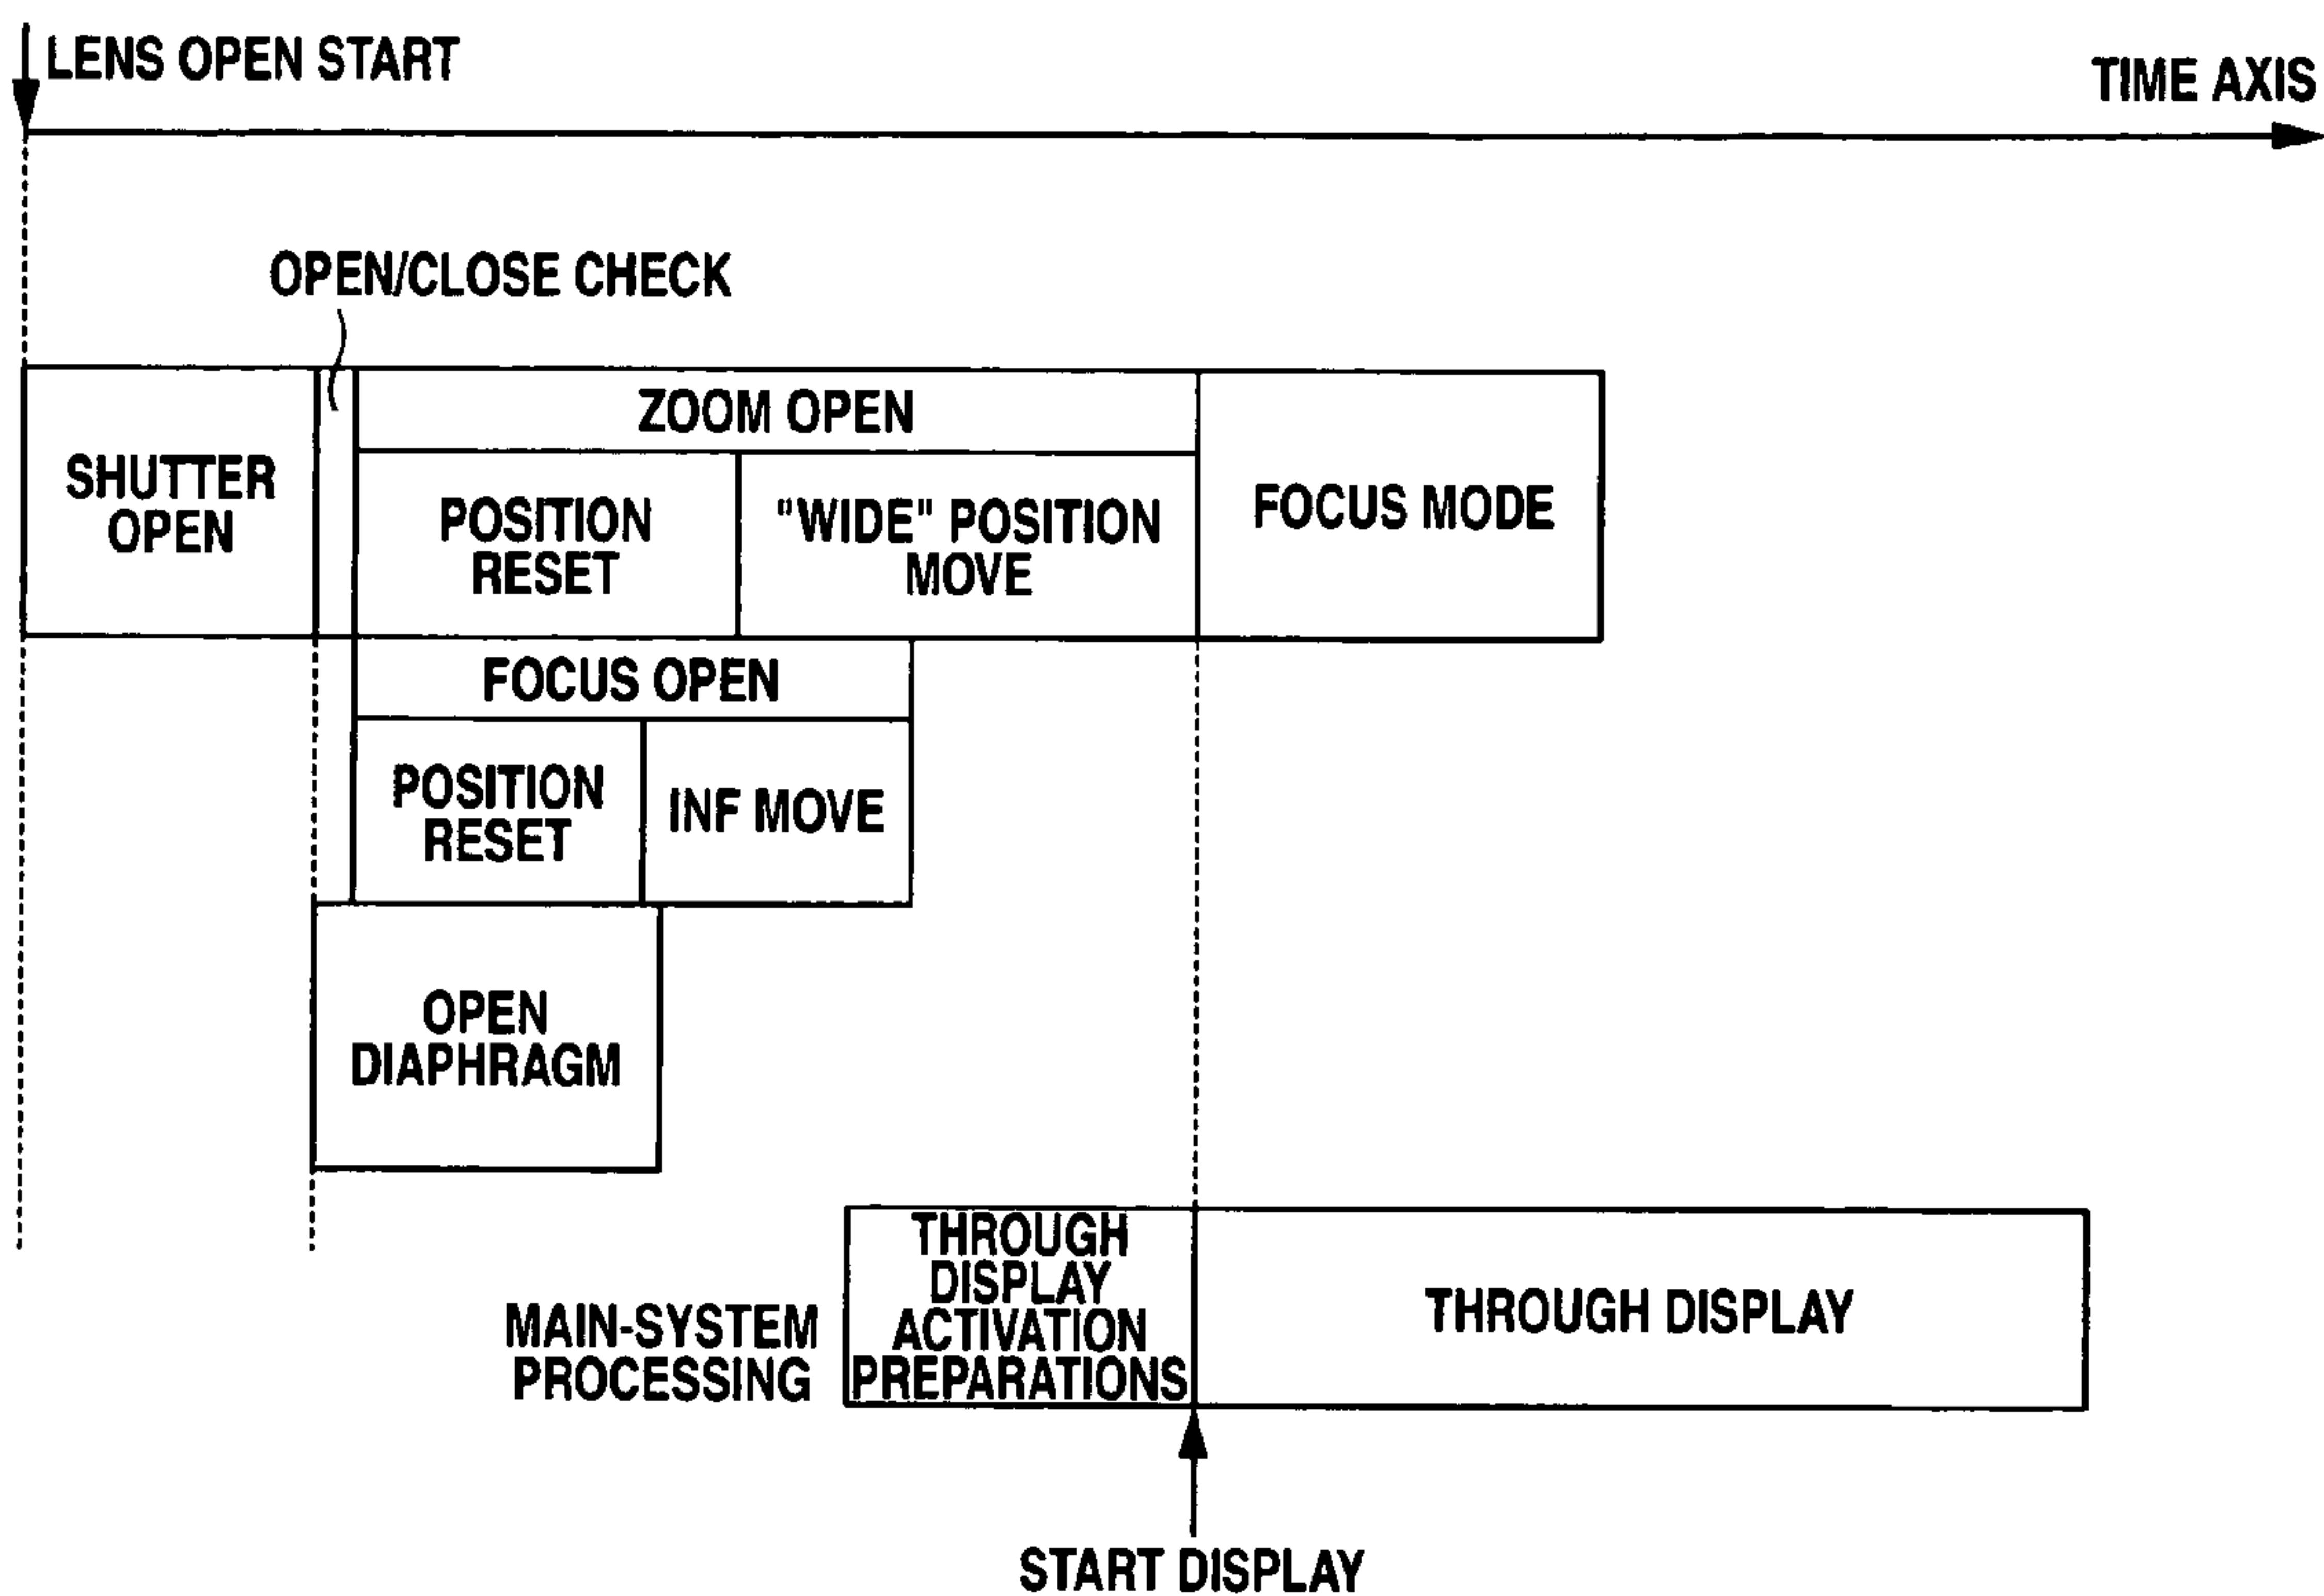 LENS OPEN START
TIME AXIS
OPEN/CLOSE CHECK
ZOOM OPEN
SHUTTER
OPEN
POSITION
RESET
"WIDE" POSITION
MOVE
FOCUS MODE
FOCUS OPEN
POSITION
RESET
INF MOVE
OPEN
DIAPHRAGM
MAIN-SYSTEM
PROCESSING
THROUGH
DISPLAY
ACTIVATION
PREPARATIONS
THROUGH DISPLAY
START DISPLAY